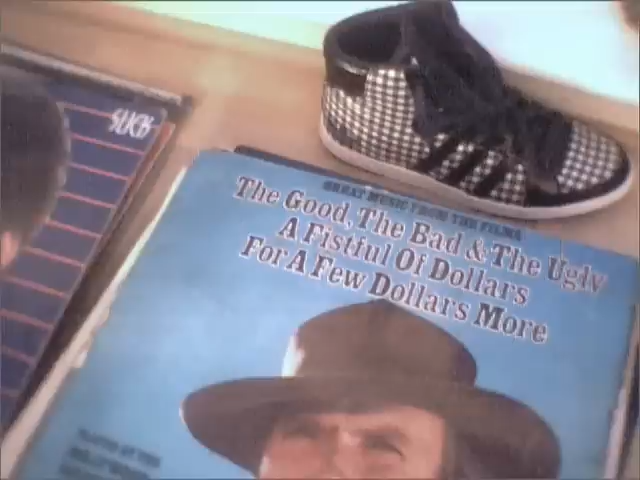 GREAT MUSIC FROM THE FILMS
The Good, The Bad & The Ugly
A Fistful Of Dollars
For A Few Dollars More